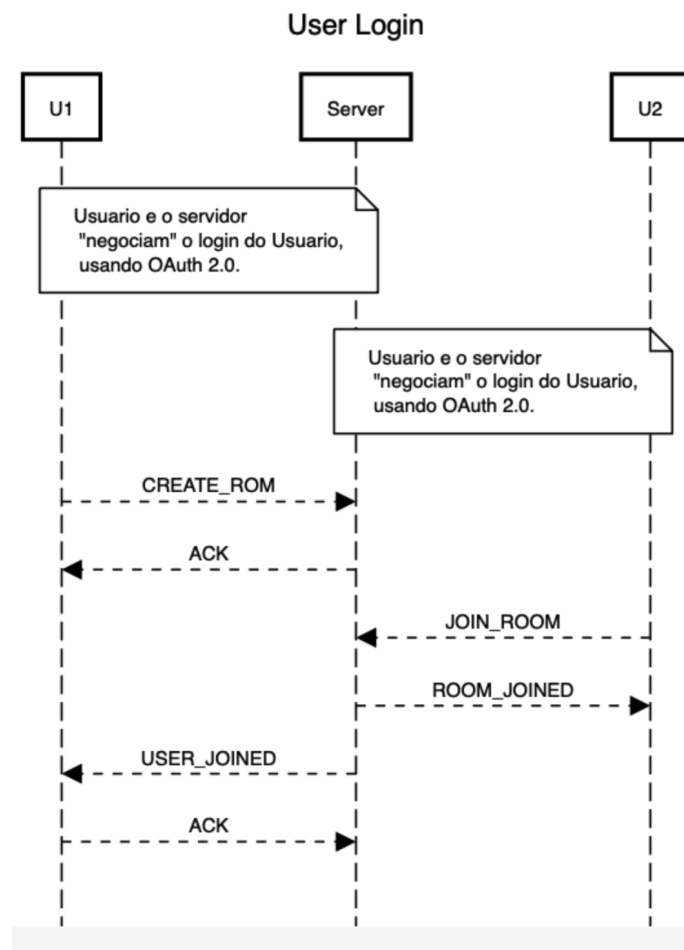 User Login
U1
Server
U2
Usuario e o servidor
"negociam" o login do Usuario,
usando OAuth 2.0.
Usuario e o servidor
"negociam" o login do Usuario,
usando OAuth 2.0.
CREATE_ROM
ACK
JOIN_ROOM
ROOM_JOINED
USER_JOINED
ACK